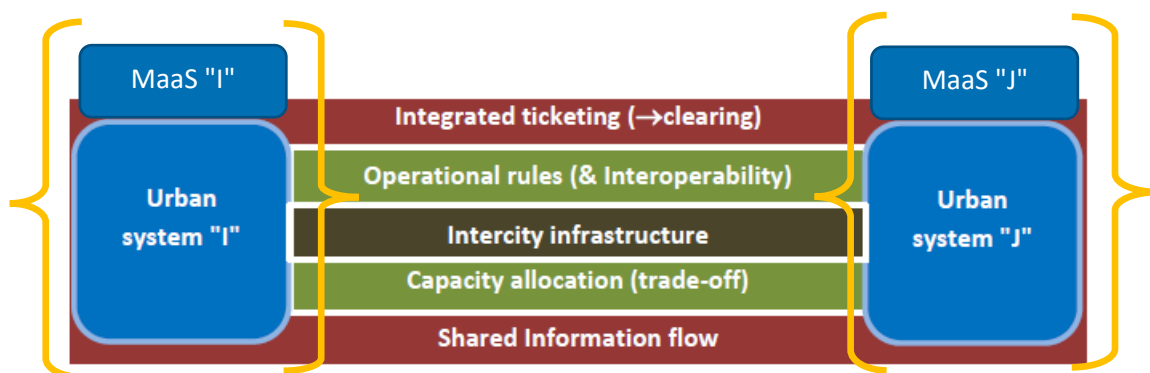 MaaS "I"
MaaS "J"
Integrated ticketing (→clearing)
Operational rules (& Interoperability)
Urban
system "I"
Intercity infrastructure
Urban
system "J"
Capacity allocation (trade-off)
Shared Information flow